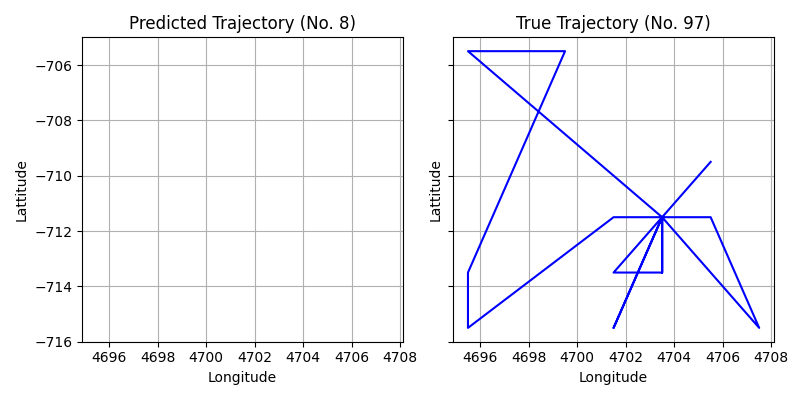 Predicted Trajectory (No. 8)
True Trajectory (No. 97)
−706
−708
−710
−712
−714
−716
Lattitude
Lattitude
4696 4698 4700 4702 4704 4706 4708
4696 4698 4700 4702 4704 4706 4708
Longitude
Longitude